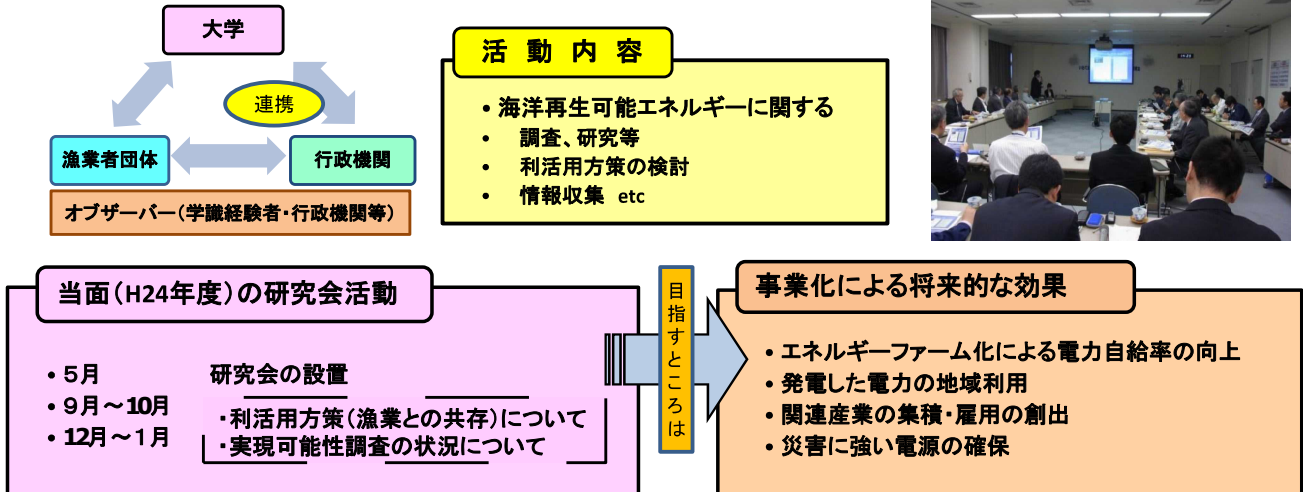 大学
連携
漁業者団体
行政機関
オブザーバー(学識経験者・行政機関等)
活 動 内 容
• 海洋再生可能エネルギーに関する
• 調査、研究等
• 利活用方策の検討
• 情報収集 etc
当面(H24年度)の研究会活動
• 5月 研究会の設置
• 9月~10月
• 12月~1月
・利活用方策(漁業との共存)について
・実現可能性調査の状況について
目指すところは
事業化による将来的な効果
• エネルギーファーム化による電力自給率の向上
• 発電した電力の地域利用
• 関連産業の集積・雇用の創出
• 災害に強い電源の確保